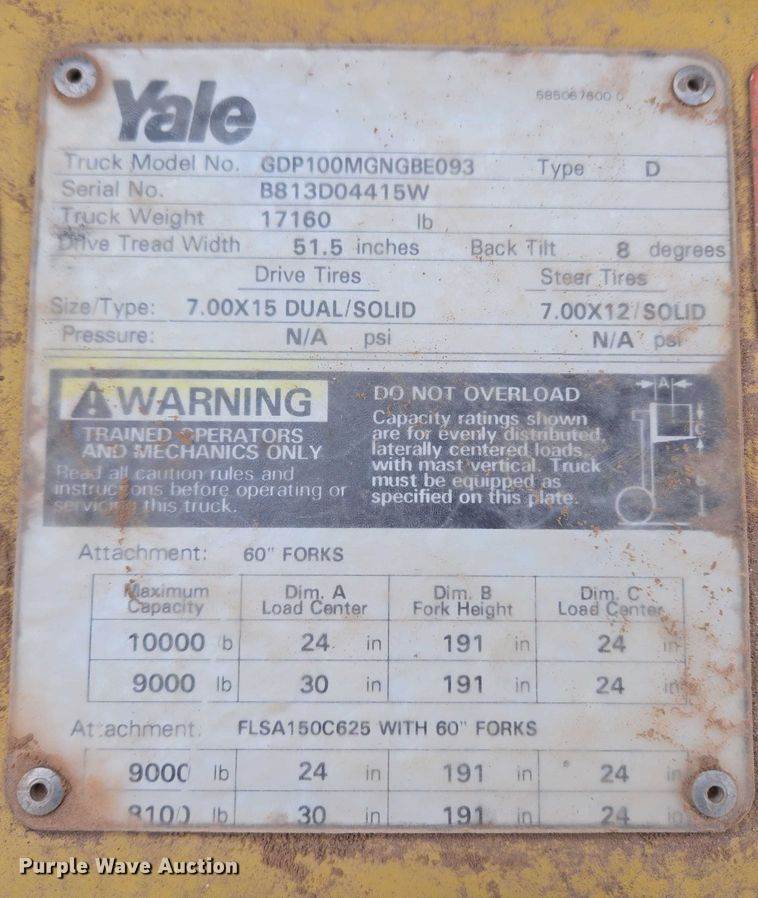 Yale
585067600 0
Truck Model No. GDP100MGNGBE093 Type D
Serial No. B813D04415W
Truck Weight 17160 lb
Drive Tread Width 51.5 inches Back Tilt 8 degrees
Drive Tires Steer Tires
Size/Type: 7.00X15 DUAL/SOLID 7.00X12/SOLID
Pressure: N/A psi N/A psi
WARNING
TRAINED OPERATORS
AND MECHANICS ONLY
Read all caution rules and
instructions before operating or
servicing this truck.
DO NOT OVERLOAD
Capacity ratings shown
are for evenly distributed,
laterally centered loads
with mast vertical. Truck
must be equipped as
specified on this plate.
A
C
Attachment: 60" FORKS
Maximum Capacity Dim. A Load Center Dim. B Fork Height Dim. C Load Center
10000 lb 24 in 191 in 24 in
9000 lb 30 in 191 in 24 in
Attachment: FLSA150C625 WITH 60" FORKS
9000 lb 24 in 191 in 24 in
8100 lb 30 in 191 in 24 in
Purple Wave Auction